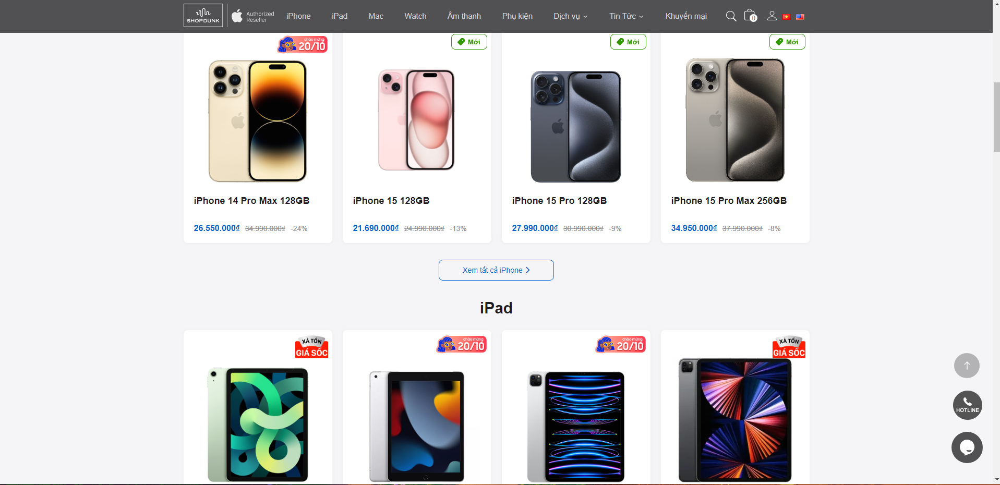 SHOPDUNK
Authorized
Reseller
iPhone
iPad
Mac
Watch
Âm thanh
Phụ kiện
Dịch vụ
Tin Tức
Khuyến mại
0
chào mừng
20/10
Mới
Mới
Mới
iPhone 14 Pro Max 128GB
iPhone 15 128GB
iPhone 15 Pro 128GB
iPhone 15 Pro Max 256GB
26.550.000₫ 34.990.000₫ -24%
21.690.000₫ 24.990.000₫ -13%
27.990.000₫ 30.990.000₫ -9%
34.950.000₫ 37.990.000₫ -8%
Xem tất cả iPhone
iPad
XẢ TỒN
GIÁ SỐC
chào mừng
20/10
chào mừng
20/10
XẢ TỒN
GIÁ SỐC
HOTLINE